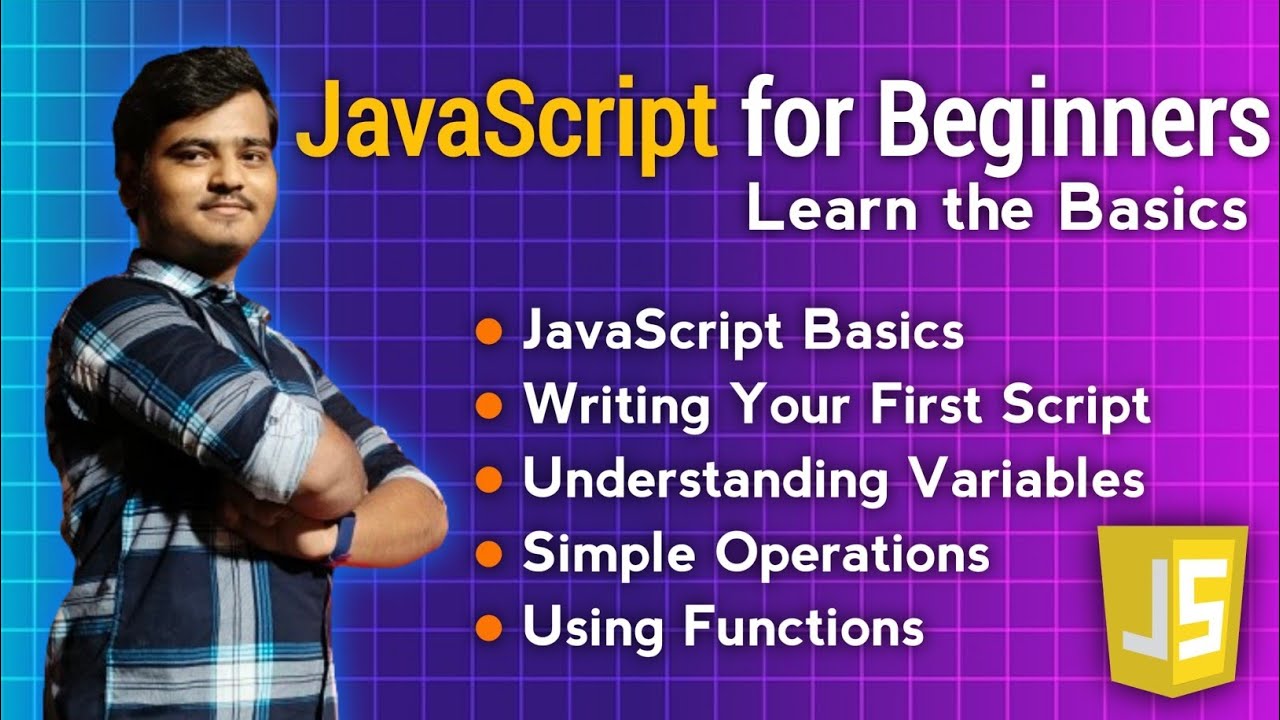 JavaScript for Beginners
Learn the Basics
JavaScript Basics
Writing Your First Script
Understanding Variables
Simple Operations
Using Functions
JS